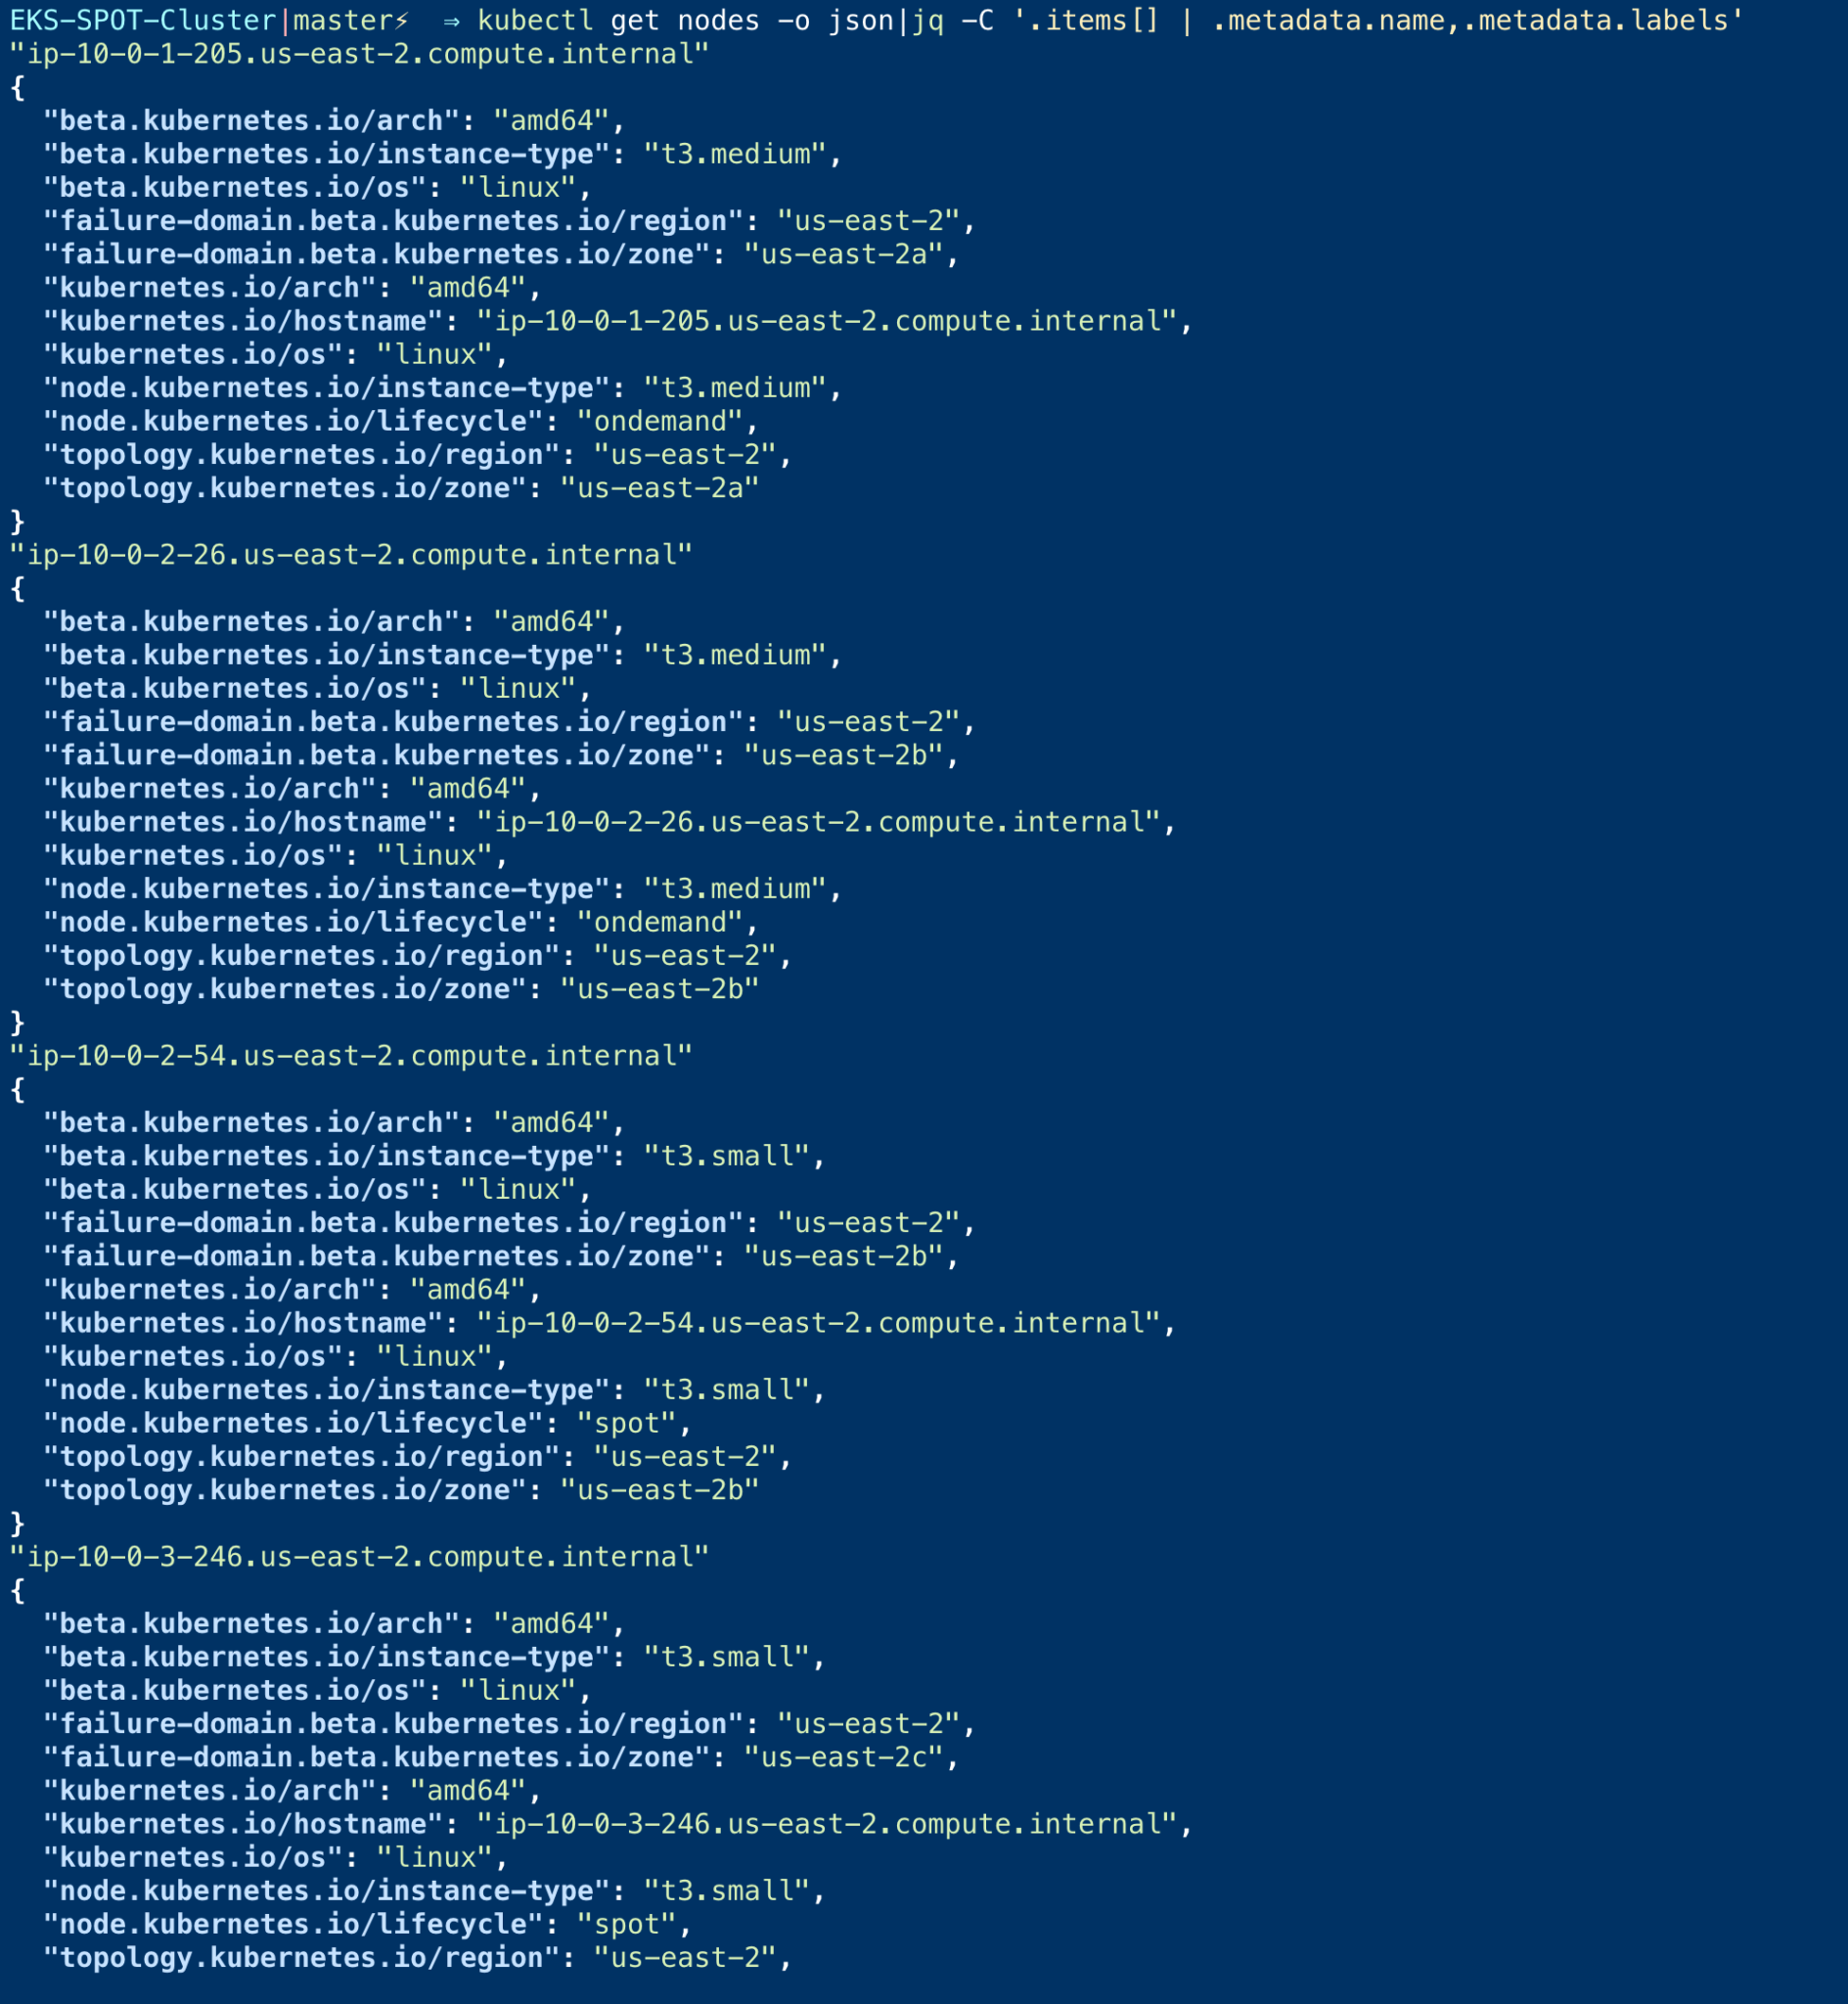 EKS-SPOT-Cluster|master⚡  ⇒ kubectl get nodes -o json|jq -C '.items[] | .metadata.name,.metadata.labels'
"ip-10-0-1-205.us-east-2.compute.internal"
{
  "beta.kubernetes.io/arch": "amd64",
  "beta.kubernetes.io/instance-type": "t3.medium",
  "beta.kubernetes.io/os": "linux",
  "failure-domain.beta.kubernetes.io/region": "us-east-2",
  "failure-domain.beta.kubernetes.io/zone": "us-east-2a",
  "kubernetes.io/arch": "amd64",
  "kubernetes.io/hostname": "ip-10-0-1-205.us-east-2.compute.internal",
  "kubernetes.io/os": "linux",
  "node.kubernetes.io/instance-type": "t3.medium",
  "node.kubernetes.io/lifecycle": "ondemand",
  "topology.kubernetes.io/region": "us-east-2",
  "topology.kubernetes.io/zone": "us-east-2a"
}
"ip-10-0-2-26.us-east-2.compute.internal"
{
  "beta.kubernetes.io/arch": "amd64",
  "beta.kubernetes.io/instance-type": "t3.medium",
  "beta.kubernetes.io/os": "linux",
  "failure-domain.beta.kubernetes.io/region": "us-east-2",
  "failure-domain.beta.kubernetes.io/zone": "us-east-2b",
  "kubernetes.io/arch": "amd64",
  "kubernetes.io/hostname": "ip-10-0-2-26.us-east-2.compute.internal",
  "kubernetes.io/os": "linux",
  "node.kubernetes.io/instance-type": "t3.medium",
  "node.kubernetes.io/lifecycle": "ondemand",
  "topology.kubernetes.io/region": "us-east-2",
  "topology.kubernetes.io/zone": "us-east-2b"
}
"ip-10-0-2-54.us-east-2.compute.internal"
{
  "beta.kubernetes.io/arch": "amd64",
  "beta.kubernetes.io/instance-type": "t3.small",
  "beta.kubernetes.io/os": "linux",
  "failure-domain.beta.kubernetes.io/region": "us-east-2",
  "failure-domain.beta.kubernetes.io/zone": "us-east-2b",
  "kubernetes.io/arch": "amd64",
  "kubernetes.io/hostname": "ip-10-0-2-54.us-east-2.compute.internal",
  "kubernetes.io/os": "linux",
  "node.kubernetes.io/instance-type": "t3.small",
  "node.kubernetes.io/lifecycle": "spot",
  "topology.kubernetes.io/region": "us-east-2",
  "topology.kubernetes.io/zone": "us-east-2b"
}
"ip-10-0-3-246.us-east-2.compute.internal"
{
  "beta.kubernetes.io/arch": "amd64",
  "beta.kubernetes.io/instance-type": "t3.small",
  "beta.kubernetes.io/os": "linux",
  "failure-domain.beta.kubernetes.io/region": "us-east-2",
  "failure-domain.beta.kubernetes.io/zone": "us-east-2c",
  "kubernetes.io/arch": "amd64",
  "kubernetes.io/hostname": "ip-10-0-3-246.us-east-2.compute.internal",
  "kubernetes.io/os": "linux",
  "node.kubernetes.io/instance-type": "t3.small",
  "node.kubernetes.io/lifecycle": "spot",
  "topology.kubernetes.io/region": "us-east-2",